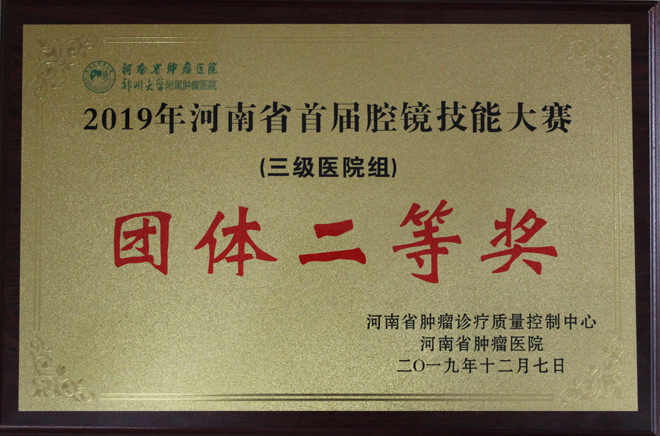 河南省肿瘤医院
郑州大学附属肿瘤医院
2019年河南省首届腔镜技能大赛
(三级医院组)
团体二等奖
河南省肿瘤诊疗质量控制中心
河南省肿瘤医院
二〇一九年十二月七日